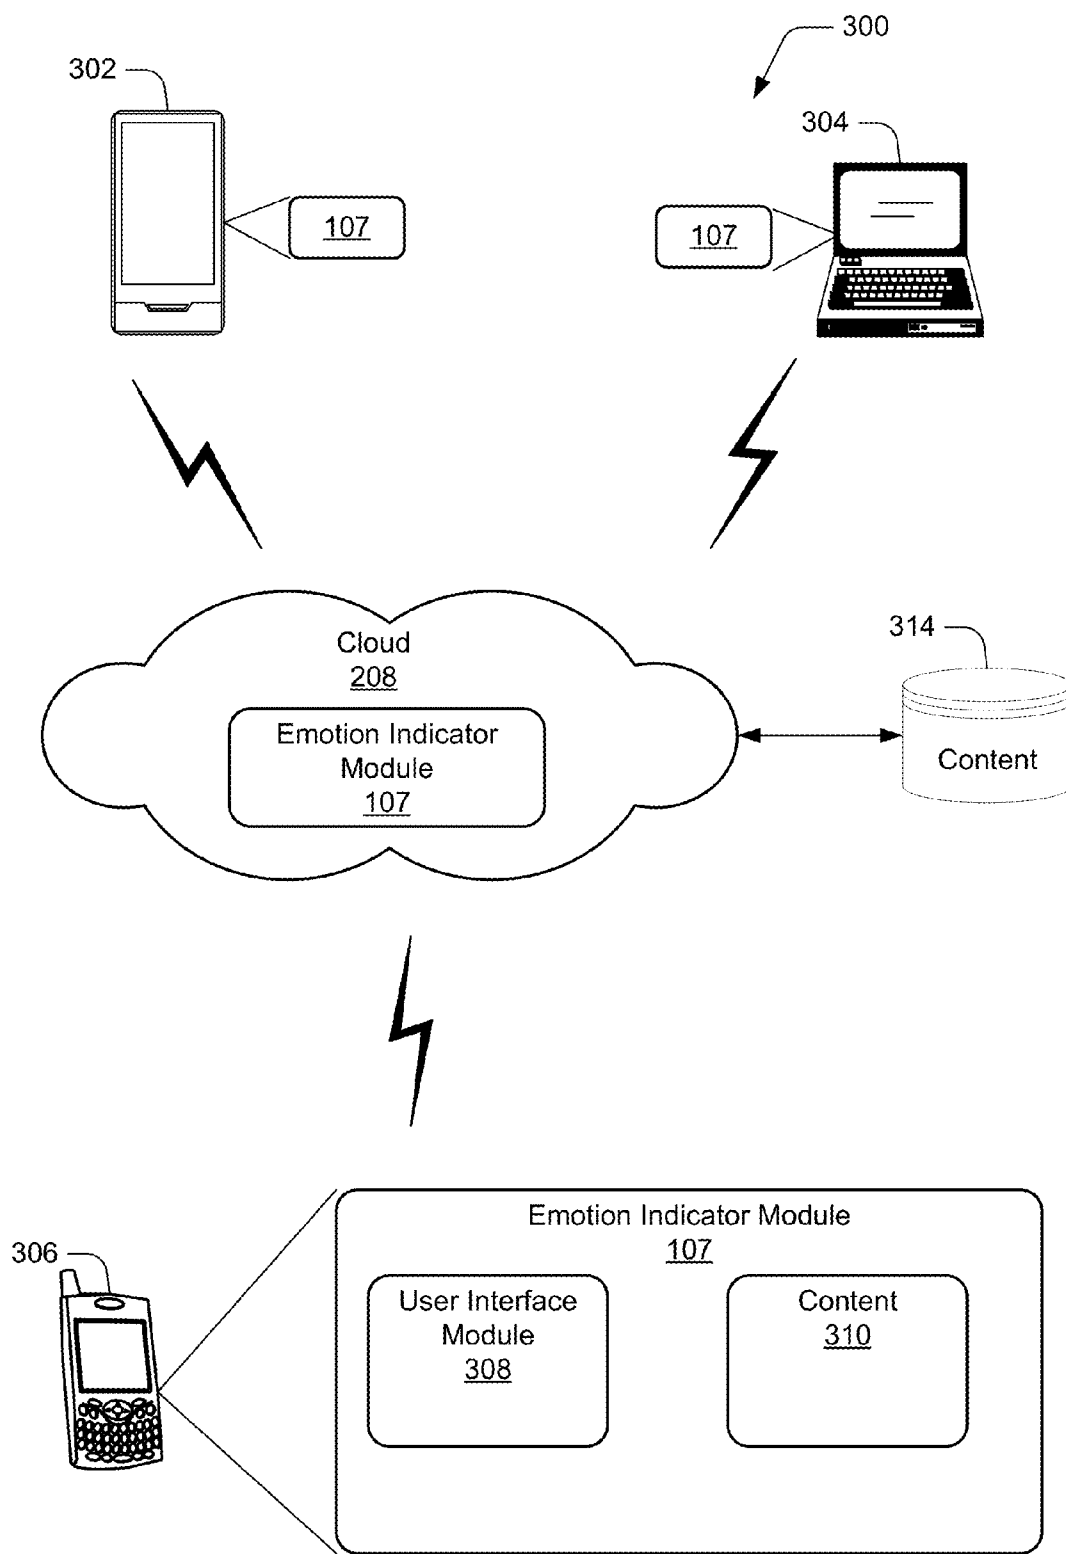 300
302
304
107
107
Cloud
208
314
Emotion Indicator
Module
107
Content
Emotion Indicator Module
107
306
User Interface
Module
308
Content
310